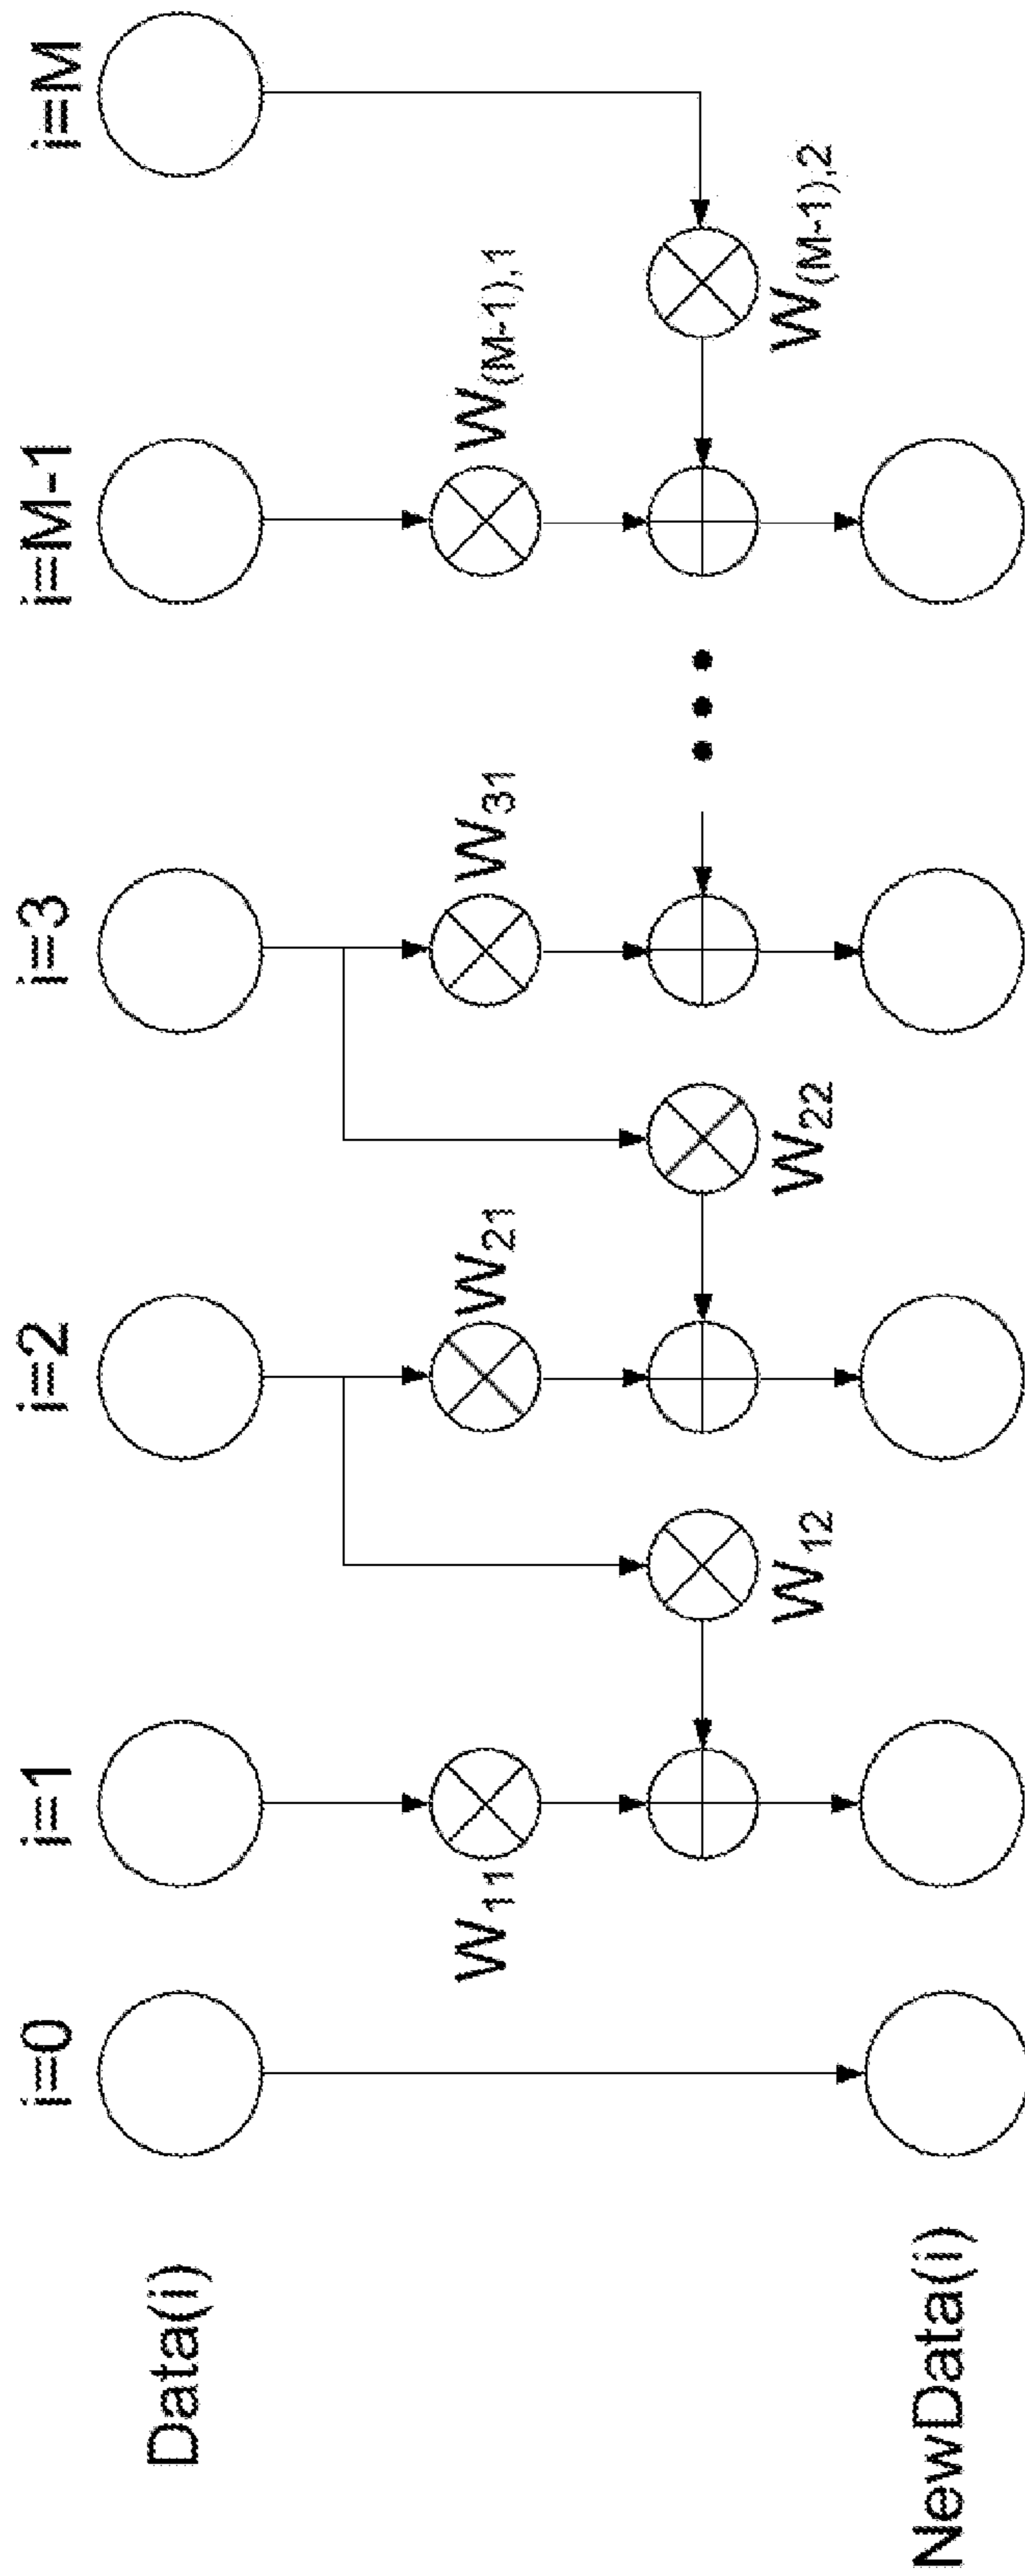 i=0
i=1
i=2
i=3
i=M-1
i=M
Data(i)
W11
W21
W31
W(M-1),1
W12
W22
W(M-1),2
NewData(i)